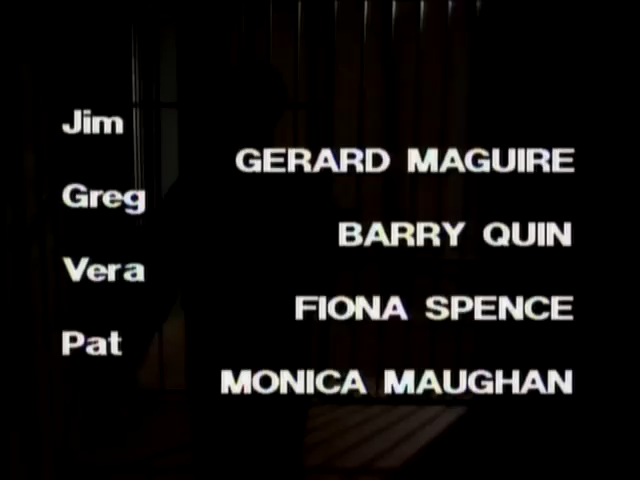 Jim
GERARD MAGUIRE
Greg
BARRY QUIN
Vera
FIONA SPENCE
Pat
MONICA MAUGHAN